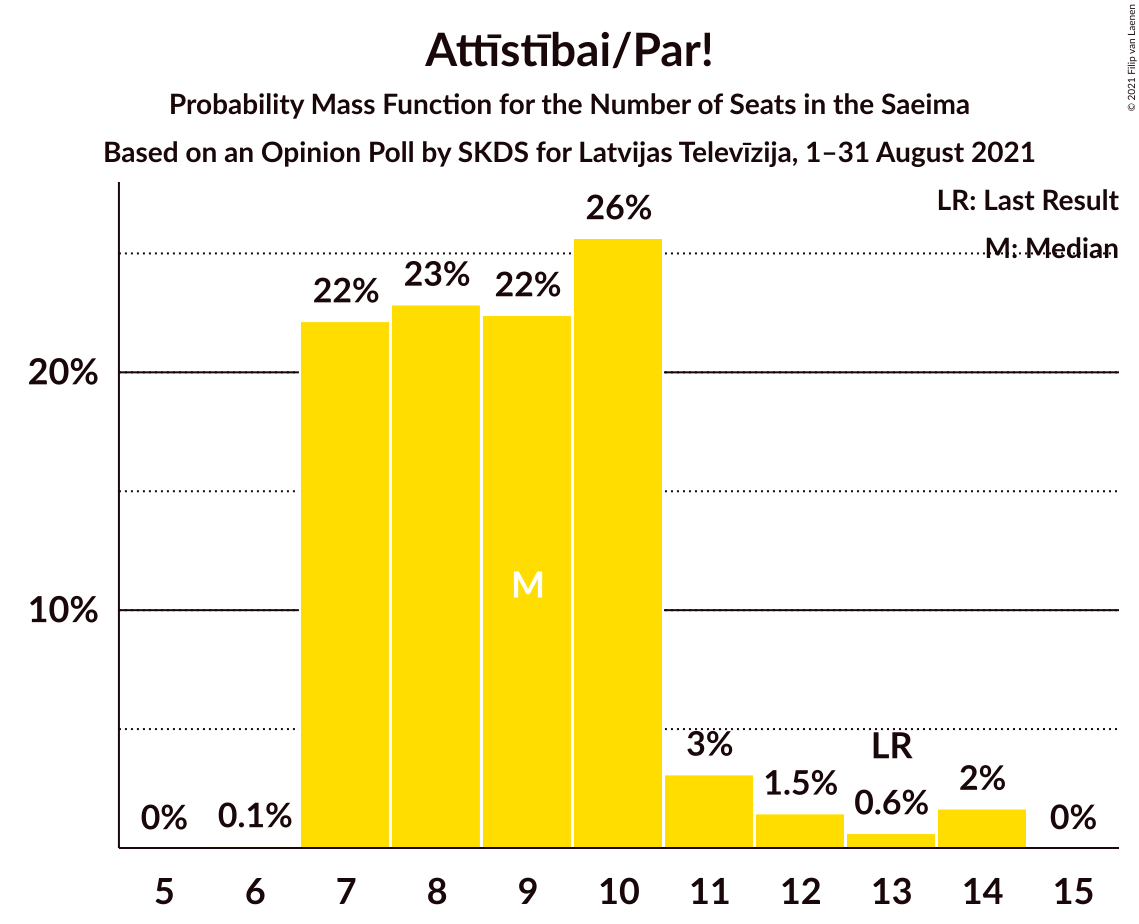 Attīstībai/Par!
Probability Mass Function for the Number of Seats in the Saeima
Based on an Opinion Poll by SKDS for Latvijas Televīzija, 1–31 August 2021
© 2021 Filip van Laenen
LR: Last Result
M: Median
26%
23%
22%
22%
20%
M
10%
3%
LR
1.5%
2%
0.6%
0%
0.1%
0%
5 6 7 8 9 10 11 12 13 14 15